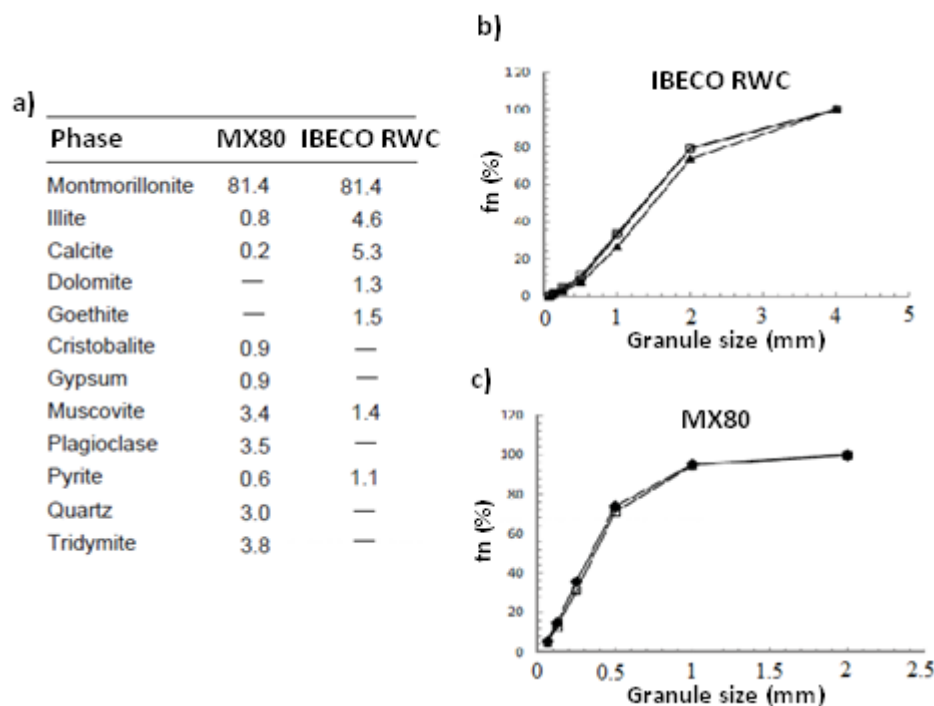 a)
Phase MX80 IBECO RWC
Montmorillonite 81.4 81.4
Illite 0.8 4.6
Calcite 0.2 5.3
Dolomite — 1.3
Goethite — 1.5
Cristobalite 0.9 —
Gypsum 0.9 —
Muscovite 3.4 1.4
Plagioclase 3.5 —
Pyrite 0.6 1.1
Quartz 3.0 —
Tridymite 3.8 —
b)
IBECO RWC
fn (%)
120
100
80
60
40
20
0
0 1 2 3 4 5
Granule size (mm)
c)
MX80
fn (%)
120
100
80
60
40
20
0
0 0.5 1 1.5 2 2.5
Granule size (mm)